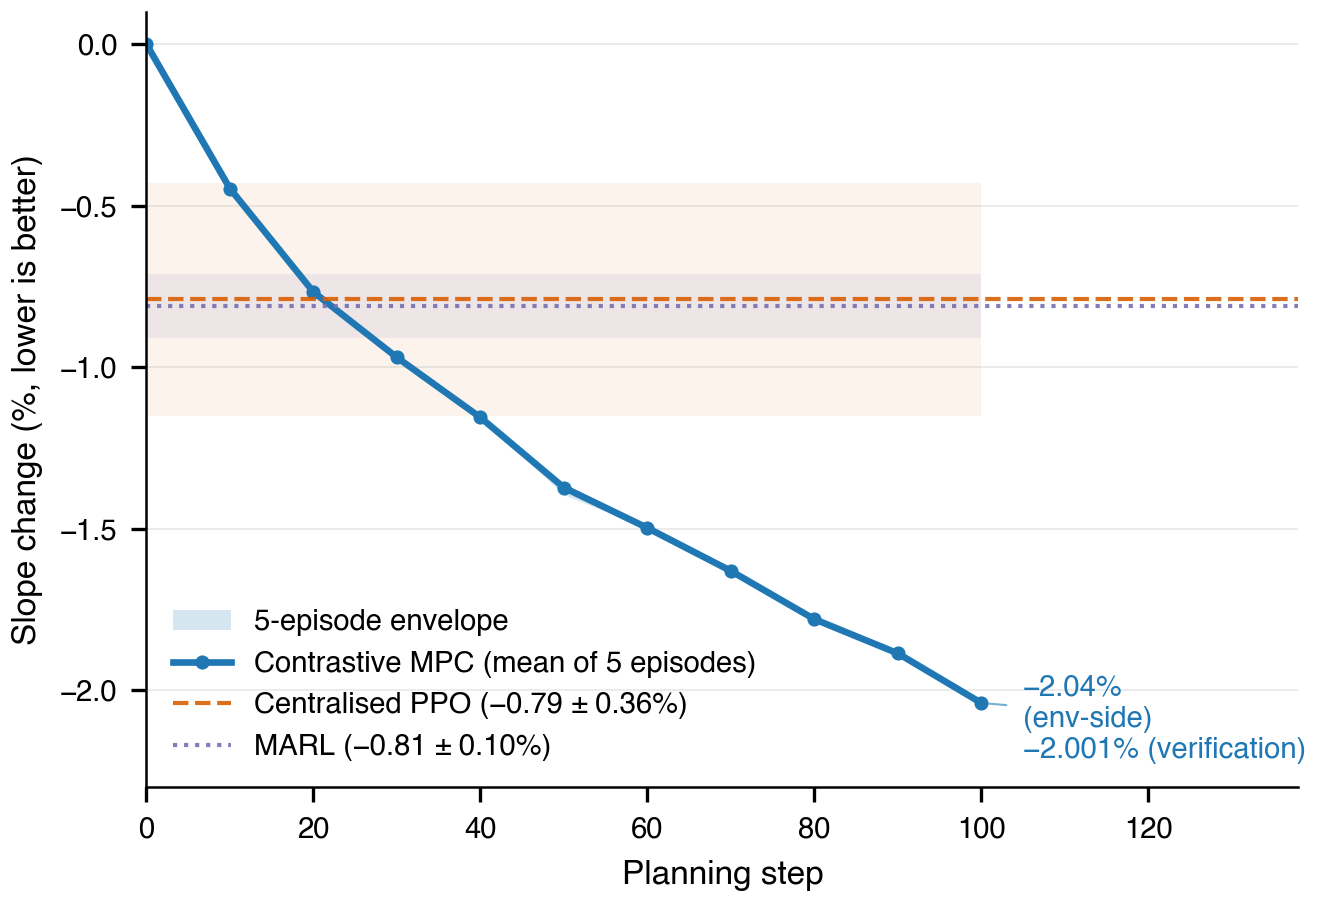 0.0
−0.5
−1.0
−1.5
−2.0
Slope change (%, lower is better)
5-episode envelope
Contrastive MPC (mean of 5 episodes)
Centralised PPO (−0.79 ± 0.36%)
MARL (−0.81 ± 0.10%)
−2.04%
(env-side)
−2.001% (verification)
0 20 40 60 80 100 120
Planning step